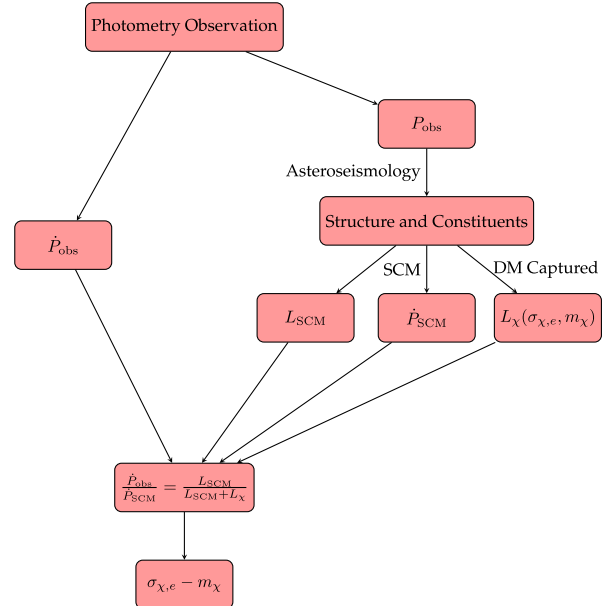 Photometry Observation
P_obs
Asteroseismology
Structure and Constituents
Ṗ_obs
SCM
DM Captured
L_SCM
Ṗ_SCM
L_χ(σ_χ,e, m_χ)
Ṗ_obs/Ṗ_SCM = L_SCM/(L_SCM+L_χ)
σ_χ,e − m_χ